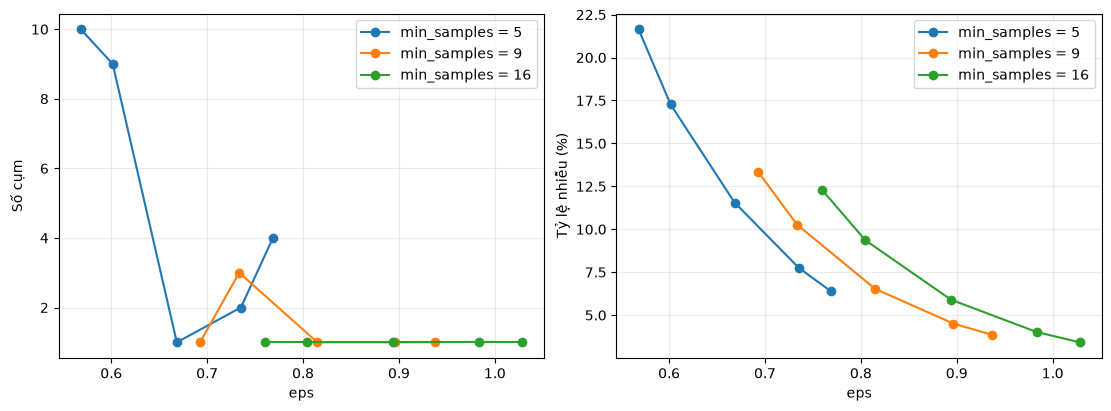 10
8
6
4
2
Số cụm
0.6 0.7 0.8 0.9 1.0
eps
min_samples = 5
min_samples = 9
min_samples = 16
22.5
20.0
17.5
15.0
12.5
10.0
7.5
5.0
Tỷ lệ nhiễu (%)
0.6 0.7 0.8 0.9 1.0
eps
min_samples = 5
min_samples = 9
min_samples = 16